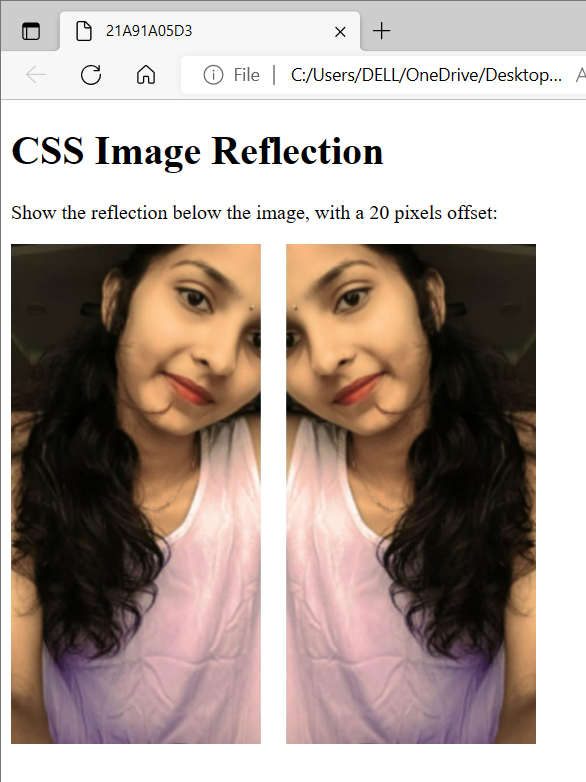 21A91A05D3
File | C:/Users/DELL/OneDrive/Desktop... A
CSS Image Reflection
Show the reflection below the image, with a 20 pixels offset: